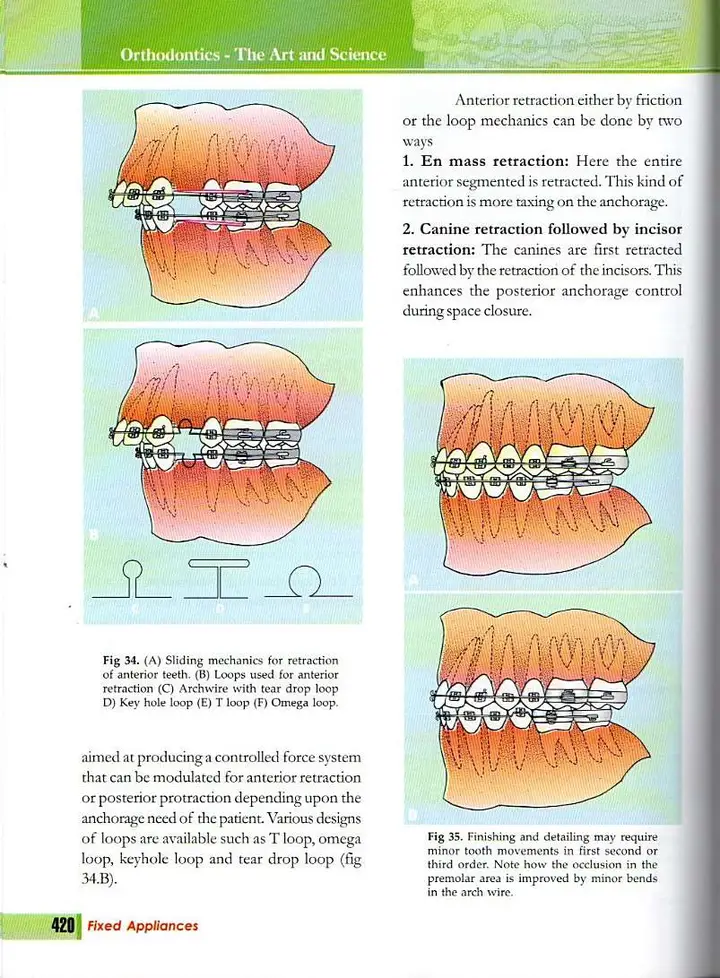 Orthodontics - The Art and Science
A
B
C
D
E
Fig 34. (A) Sliding mechanics for retraction
of anterior teeth. (B) Loops used for anterior
retraction (C) Archwire with tear drop loop
D) Key hole loop (E) T loop (F) Omega loop.
aimed at producing a controlled force system
that can be modulated for anterior retraction
or posterior protraction depending upon the
anchorage need of the patient. Various designs
of loops are available such as T loop, omega
loop, keyhole loop and tear drop loop (fig
34.B).
Anterior retraction either by friction
or the loop mechanics can be done by two
ways
1. En mass retraction: Here the entire
anterior segmented is retracted. This kind of
retraction is more taxing on the anchorage.
2. Canine retraction followed by incisor
retraction: The canines are first retracted
followed by the retraction of the incisors. This
enhances the posterior anchorage control
during space closure.
A
B
Fig 35. Finishing and detailing may require
minor tooth movements in first second or
third order. Note how the occlusion in the
premolar area is improved by minor bends
in the arch wire.
420 Fixed Appliances